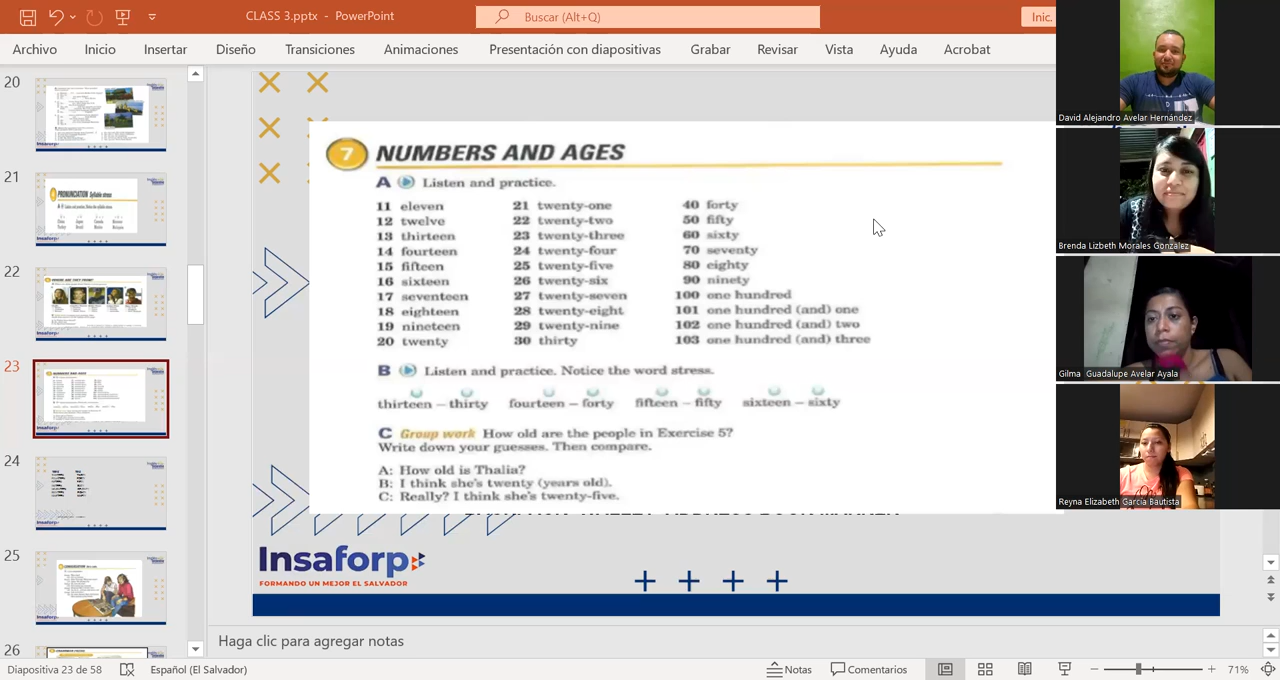 CLASS 3.pptx - PowerPoint
Buscar (Alt+Q)
Inic.
Archivo Inicio Insertar Diseño Transiciones Animaciones Presentación con diapositivas Grabar Revisar Vista Ayuda Acrobat
20
21
22
23
24
25
26
7 NUMBERS AND AGES
A Listen and practice.
11 eleven 21 twenty-one 40 forty
12 twelve 22 twenty-two 50 fifty
13 thirteen 23 twenty-three 60 sixty
14 fourteen 24 twenty-four 70 seventy
15 fifteen 25 twenty-five 80 eighty
16 sixteen 26 twenty-six 90 ninety
17 seventeen 27 twenty-seven 100 one hundred
18 eighteen 28 twenty-eight 101 one hundred (and) one
19 nineteen 29 twenty-nine 102 one hundred (and) two
20 twenty 30 thirty 103 one hundred (and) three
B Listen and practice. Notice the word stress.
thirteen – thirty fourteen – forty fifteen – fifty sixteen – sixty
C Group work How old are the people in Exercise 5?
Write down your guesses. Then compare.
A: How old is Thalia?
B: I think she's twenty (years old).
C: Really? I think she's twenty-five.
Insaforp
FORMANDO UN MEJOR EL SALVADOR
Haga clic para agregar notas
Diapositiva 23 de 58 Español (El Salvador) Notas Comentarios 71%
David Alejandro Avelar Hernández
Brenda Lizbeth Morales González
Gilma Guadalupe Avelar Ayala
Reyna Elizabeth García Bautista